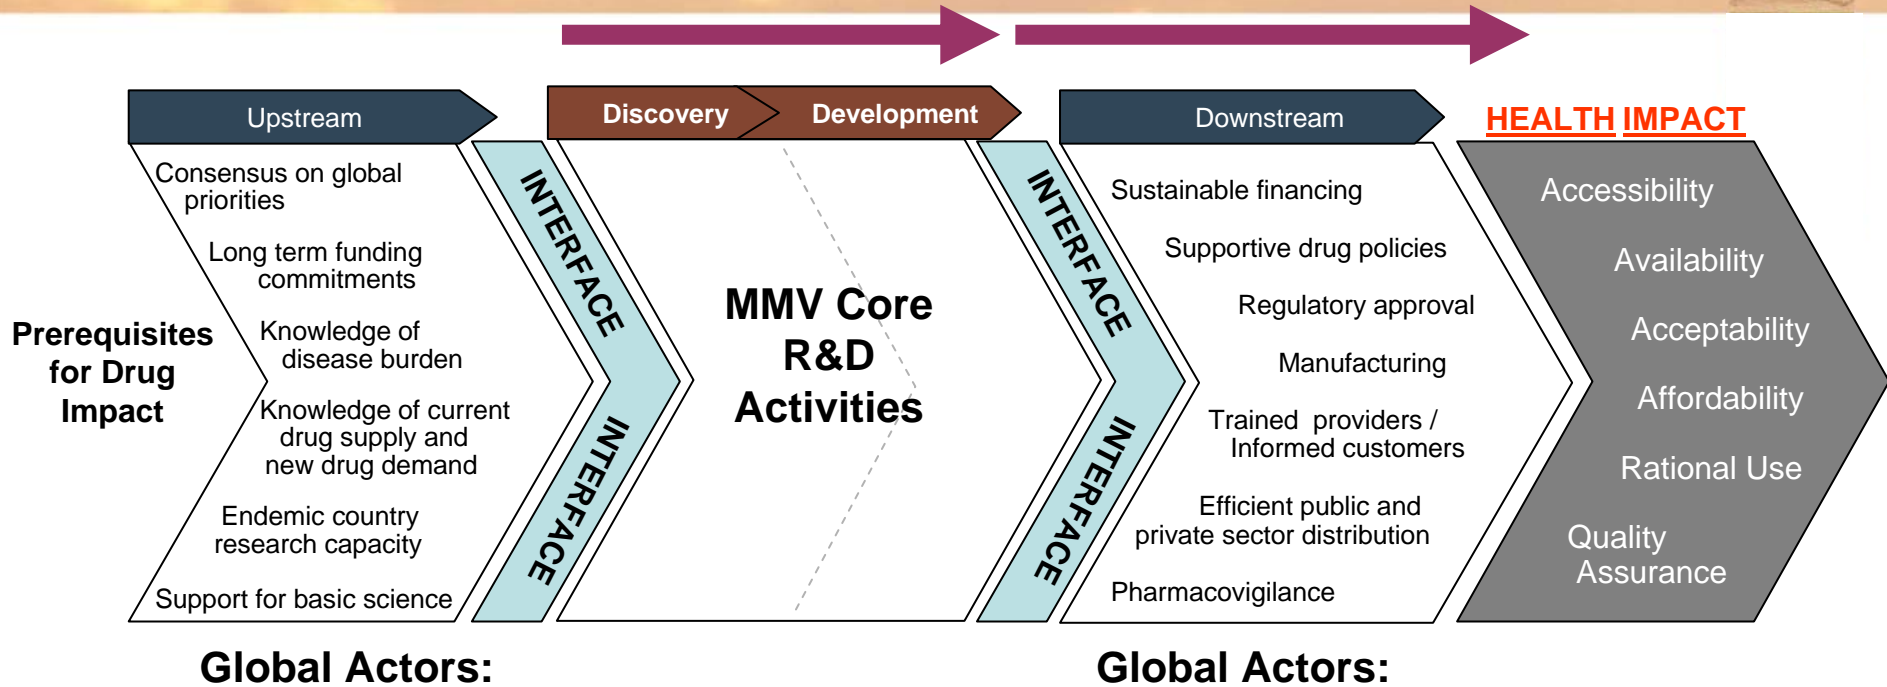 Upstream
Discovery
Development
Downstream
HEALTH IMPACT
Prerequisites
for Drug
Impact
Consensus on global
priorities
Long term funding
commitments
Knowledge of
disease burden
Knowledge of current
drug supply and
new drug demand
Endemic country
research capacity
Support for basic science
INTERFACE
INTERFACE
MMV Core
R&D
Activities
INTERFACE
INTERFACE
Sustainable financing
Supportive drug policies
Regulatory approval
Manufacturing
Trained providers /
Informed customers
Efficient public and
private sector distribution
Pharmacovigilance
Accessibility
Availability
Acceptability
Affordability
Rational Use
Quality
Assurance
Global Actors:
Global Actors: